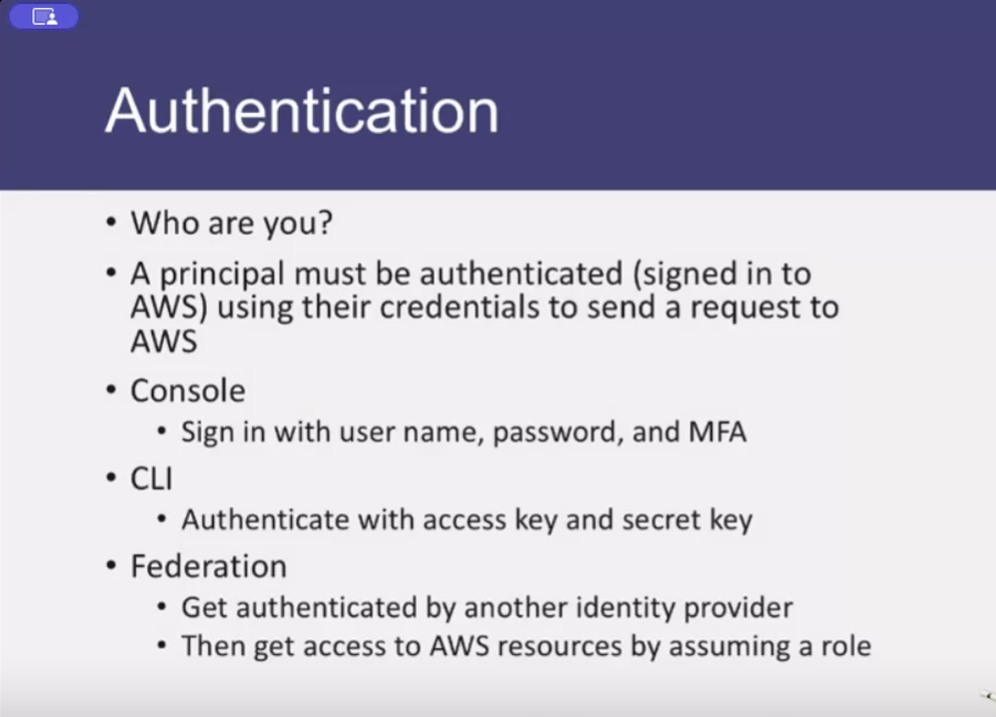 Authentication
• Who are you?
• A principal must be authenticated (signed in to
AWS) using their credentials to send a request to
AWS
• Console
• Sign in with user name, password, and MFA
• CLI
• Authenticate with access key and secret key
• Federation
• Get authenticated by another identity provider
• Then get access to AWS resources by assuming a role